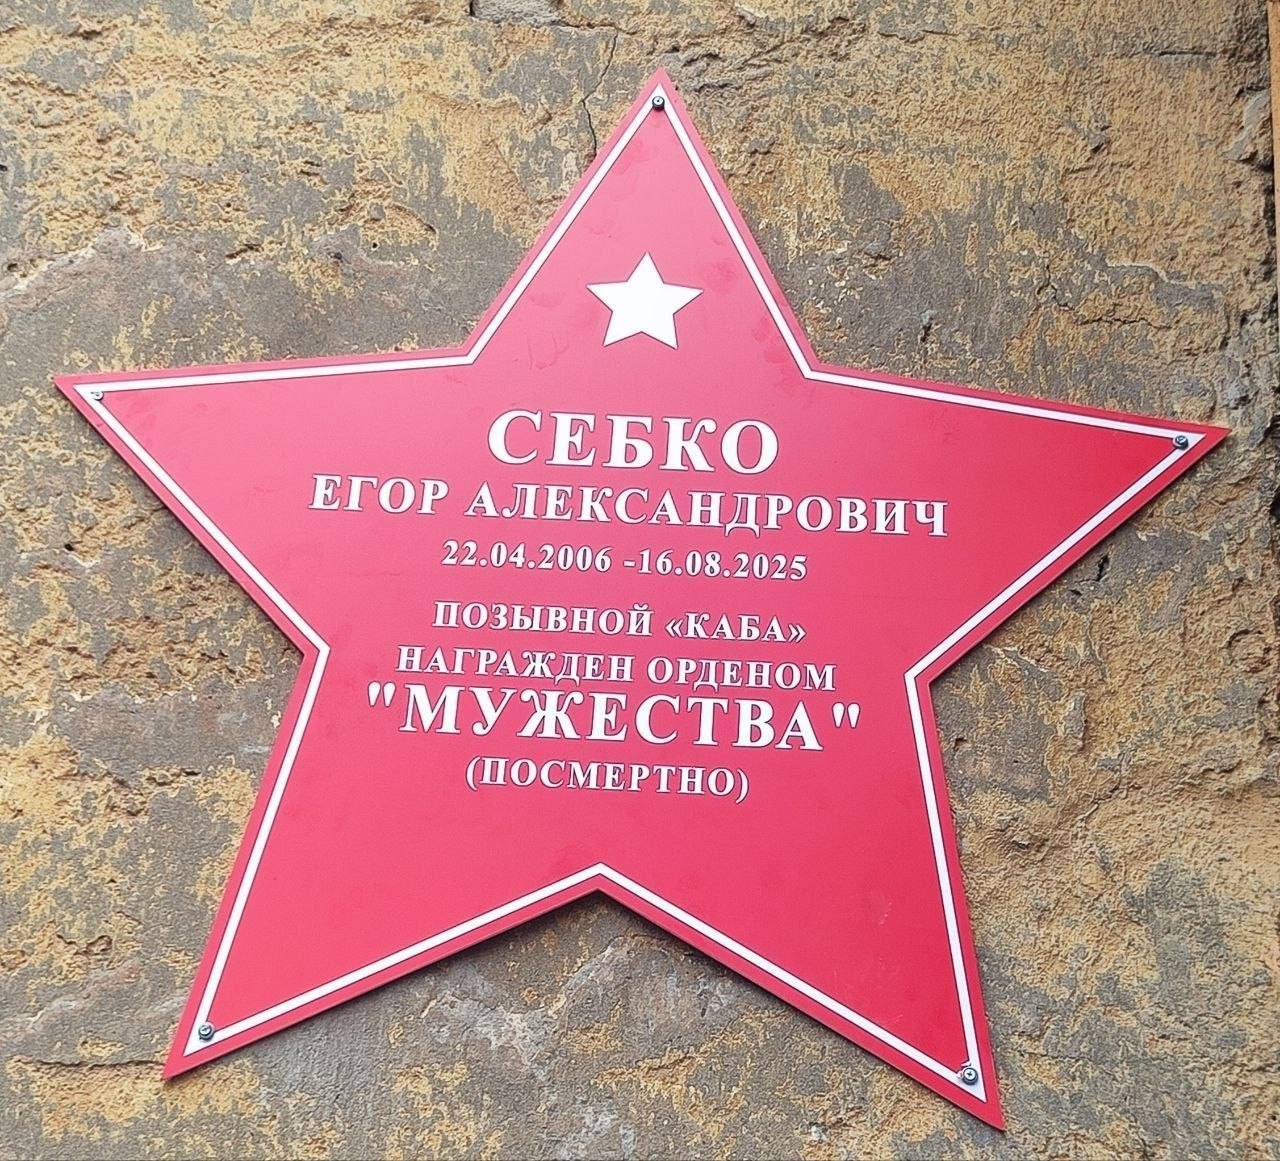 СЕБКО
ЕГОР АЛЕКСАНДРОВИЧ
22.04.2006 -16.08.2025
ПОЗЫВНОЙ «КАБА»
НАГРАЖДЕН ОРДЕНОМ
"МУЖЕСТВА"
(ПОСМЕРТНО)